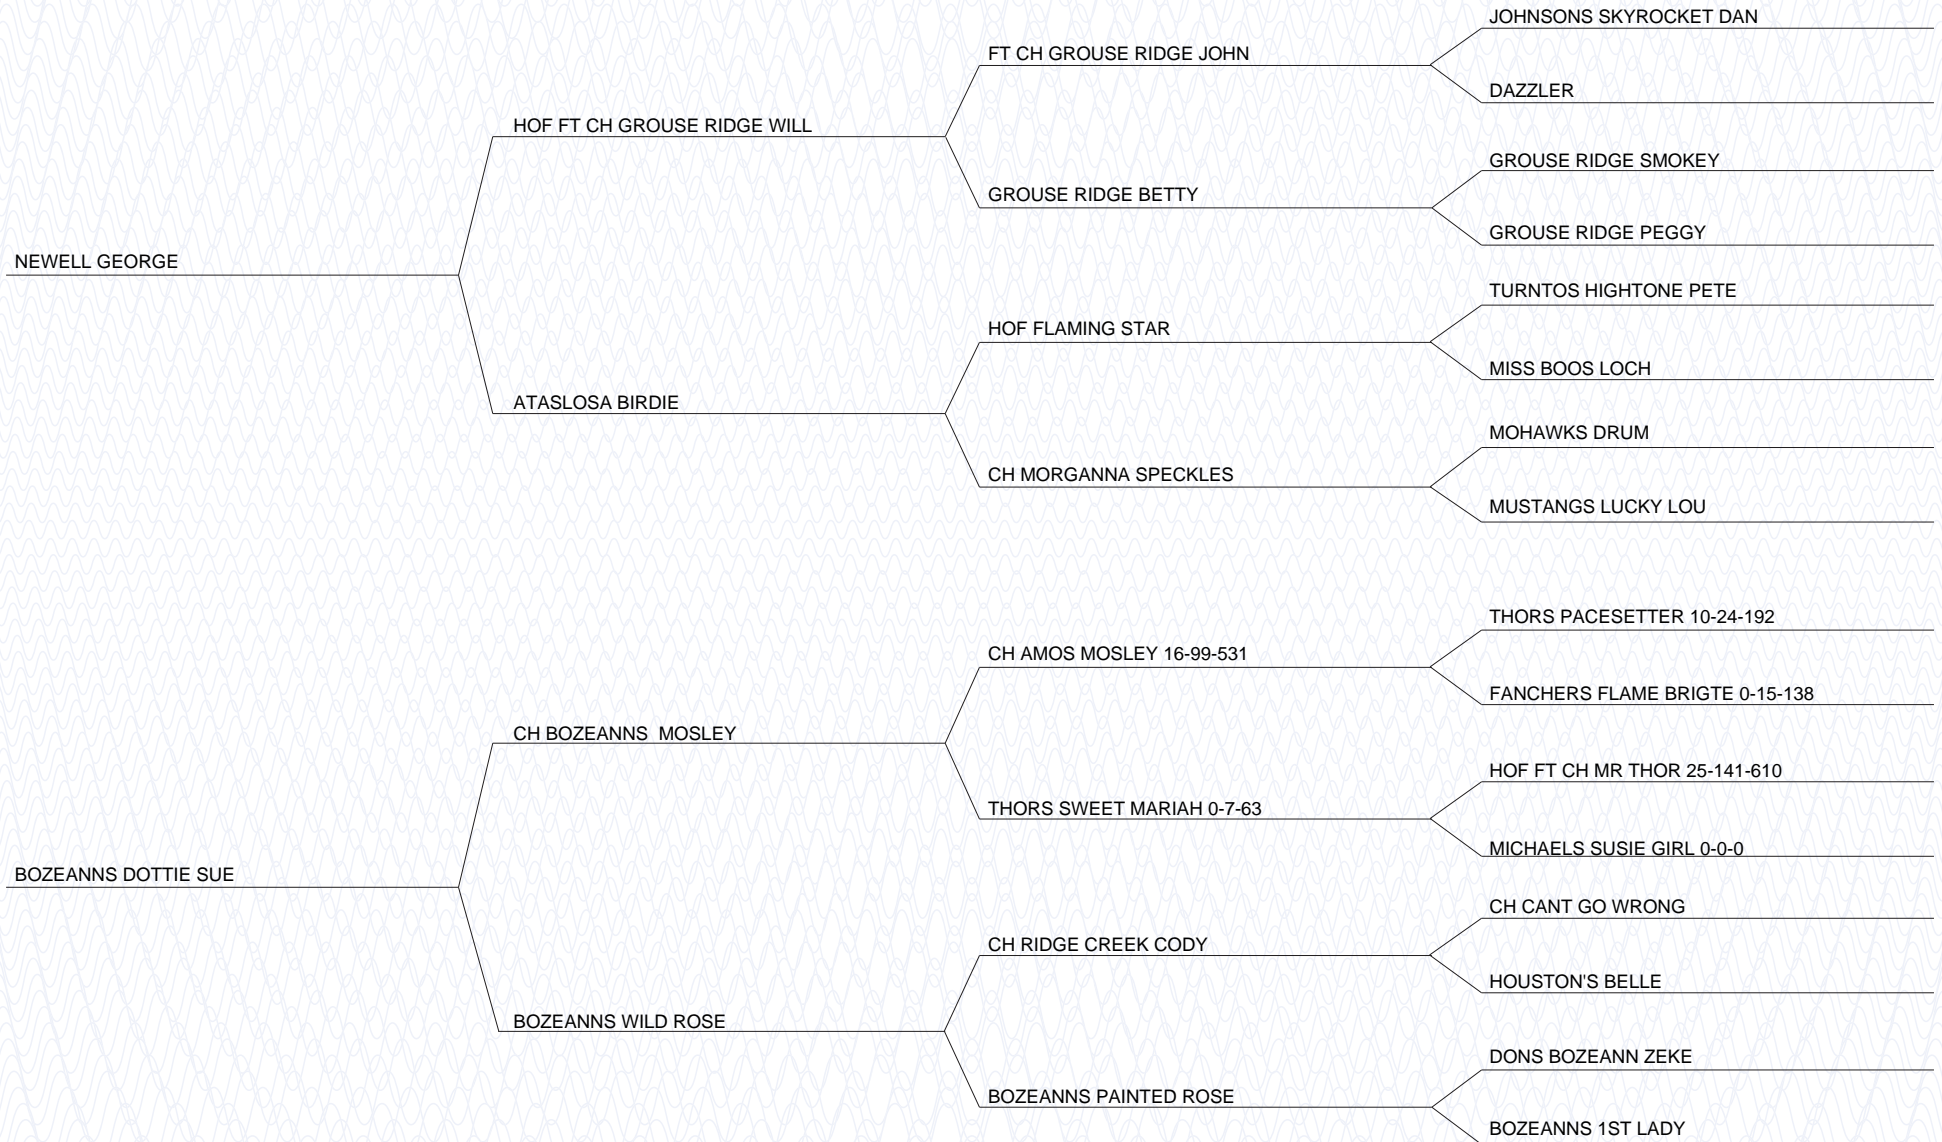 JOHNSONS SKYROCKET DAN
FT CH GROUSE RIDGE JOHN
DAZZLER
HOF FT CH GROUSE RIDGE WILL
GROUSE RIDGE SMOKEY
GROUSE RIDGE BETTY
GROUSE RIDGE PEGGY
NEWELL GEORGE
TURNTOS HIGHTONE PETE
HOF FLAMING STAR
MISS BOOS LOCH
ATASLOSA BIRDIE
MOHAWKS DRUM
CH MORGANNA SPECKLES
MUSTANGS LUCKY LOU
THORS PACESETTER 10-24-192
CH AMOS MOSLEY 16-99-531
FANCHERS FLAME BRIGTE 0-15-138
CH BOZEANNS  MOSLEY
HOF FT CH MR THOR 25-141-610
THORS SWEET MARIAH 0-7-63
MICHAELS SUSIE GIRL 0-0-0
BOZEANNS DOTTIE SUE
CH CANT GO WRONG
CH RIDGE CREEK CODY
HOUSTON'S BELLE
BOZEANNS WILD ROSE
DONS BOZEANN ZEKE
BOZEANNS PAINTED ROSE
BOZEANNS 1ST LADY